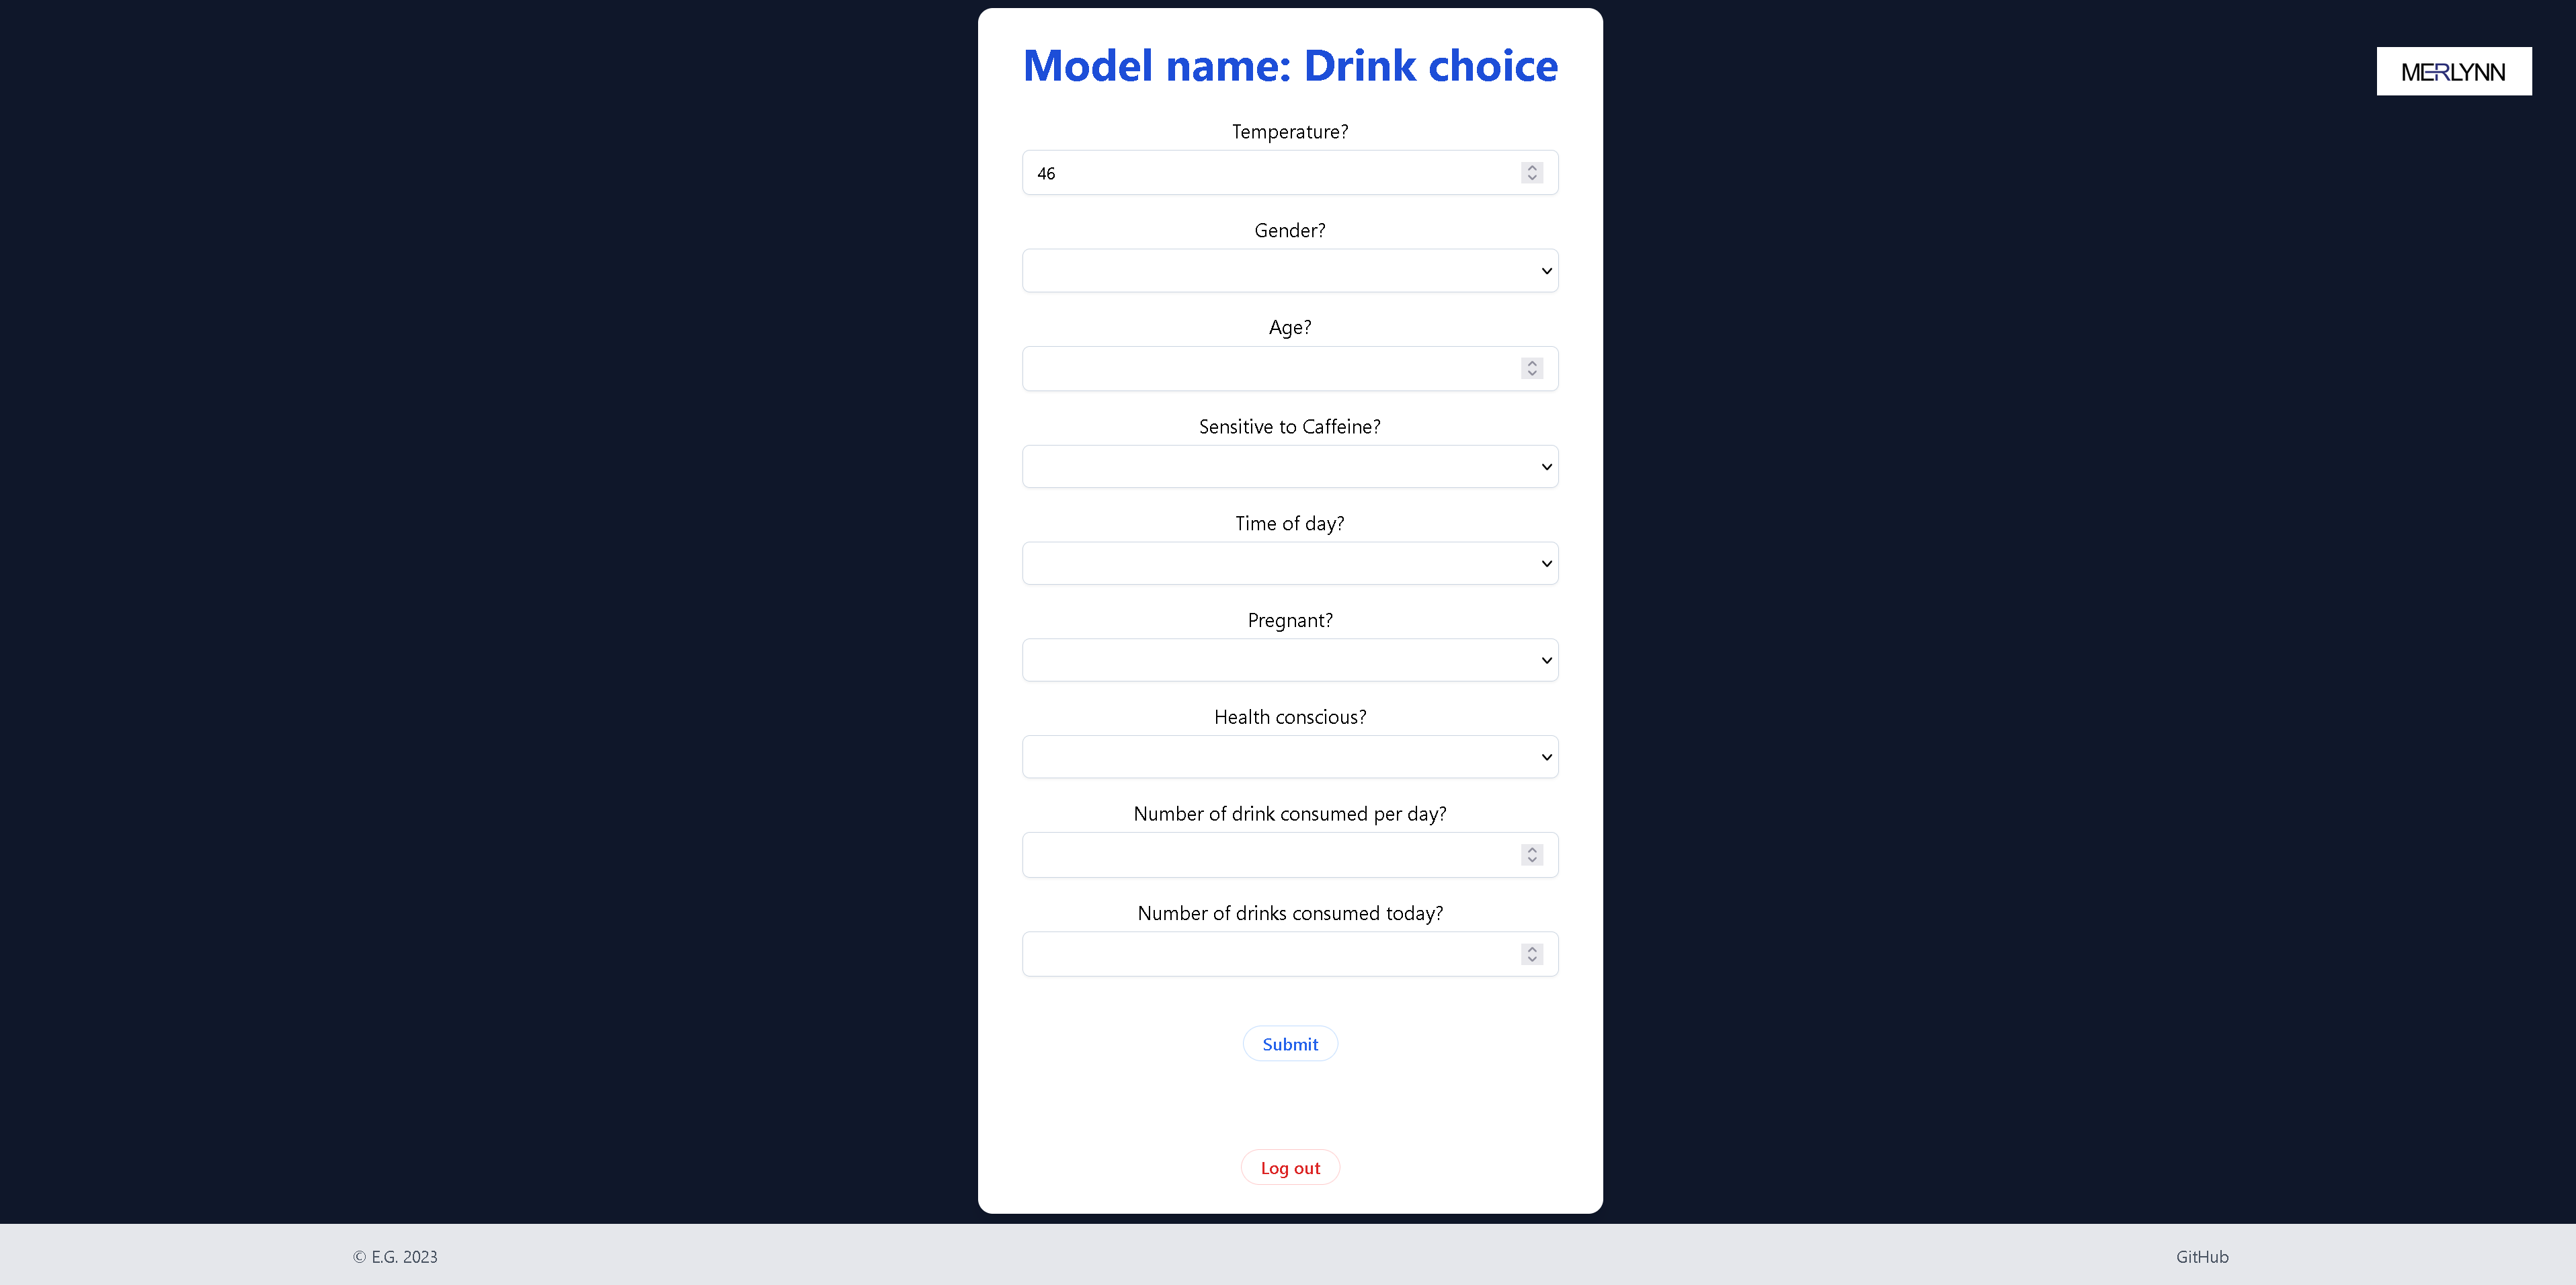 Model name: Drink choice
MERLYNN
Temperature?
46
Gender?
Age?
Sensitive to Caffeine?
Time of day?
Pregnant?
Health conscious?
Number of drink consumed per day?
Number of drinks consumed today?
Submit
Log out
© E.G. 2023
GitHub